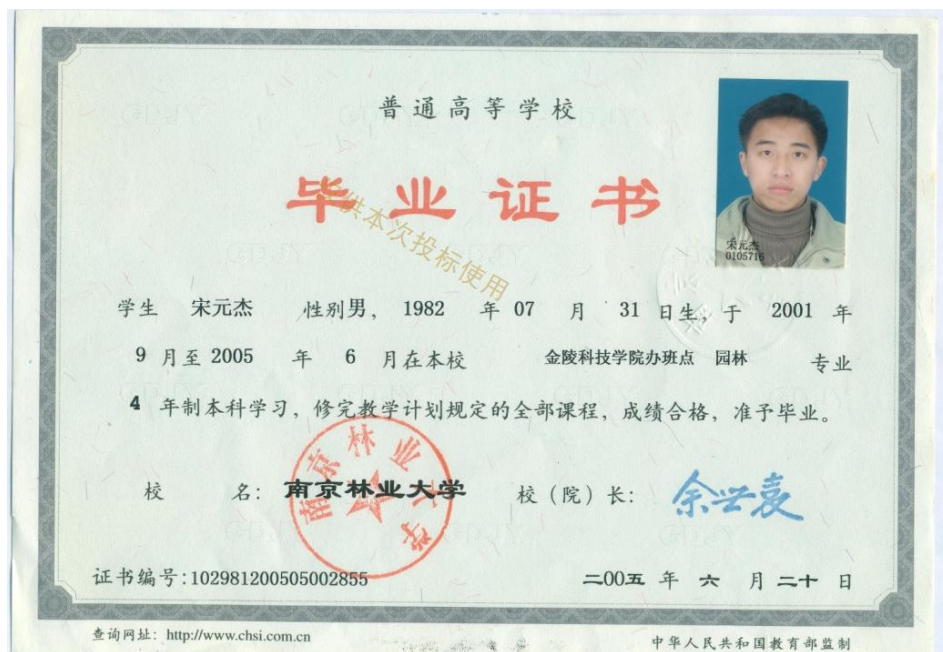 普通高等学校
毕业证书
仅供本次投标使用
宋元杰
0105716
学生 宋元杰 性别男，1982 年 07 月 31 日生，于 2001 年
9 月至 2005 年 6 月在本校 金陵科技学院办班点 园林 专业
4 年制本科学习，修完教学计划规定的全部课程，成绩合格，准予毕业。
南京林业大学
校 名：南京林业大学 校（院）长：余世袁
证书编号：102981200505002855 二00五 年 六 月 二十 日
查询网址：http://www.chsi.com.cn 中华人民共和国教育部监制